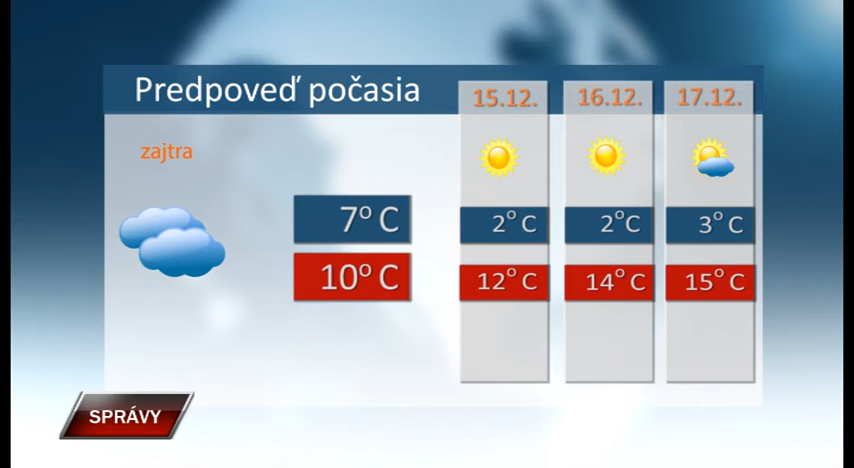 Predpoveď počasia
zajtra
7° C
10° C
15.12.
2° C
12° C
16.12.
2°C
14° C
17.12.
3° C
15° C
SPRÁVY